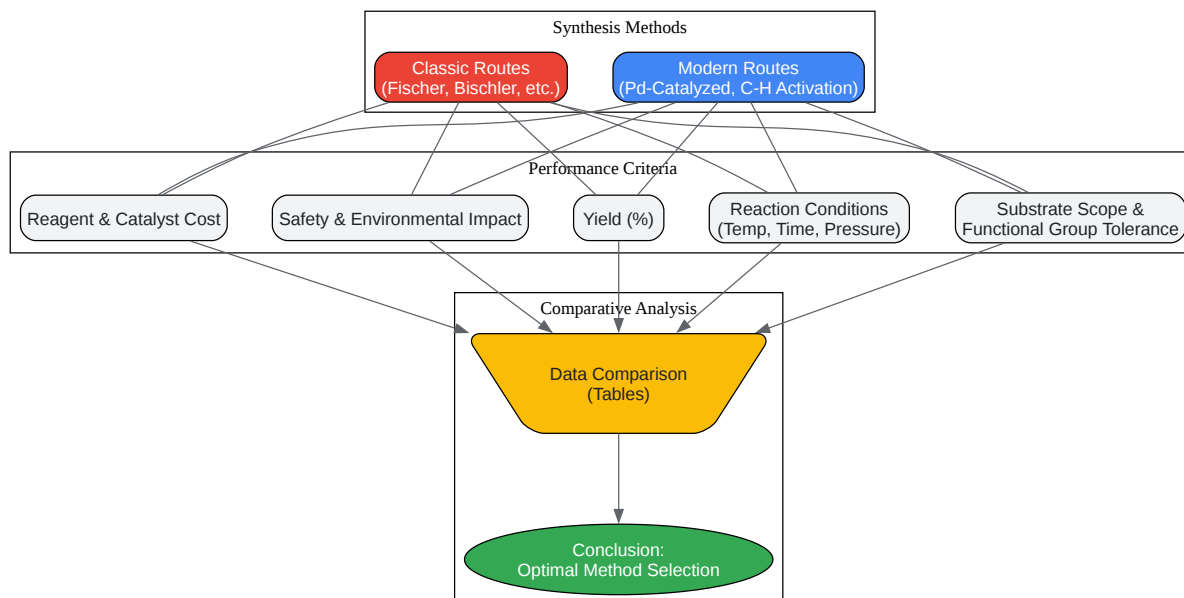 Synthesis Methods
Classic Routes
(Fischer, Bischler, etc.)
Modern Routes
(Pd-Catalyzed, C-H Activation)
Performance Criteria
Reagent & Catalyst Cost
Safety & Environmental Impact
Yield (%)
Reaction Conditions
(Temp, Time, Pressure)
Substrate Scope &
Functional Group Tolerance
Comparative Analysis
Data Comparison
(Tables)
Conclusion:
Optimal Method Selection